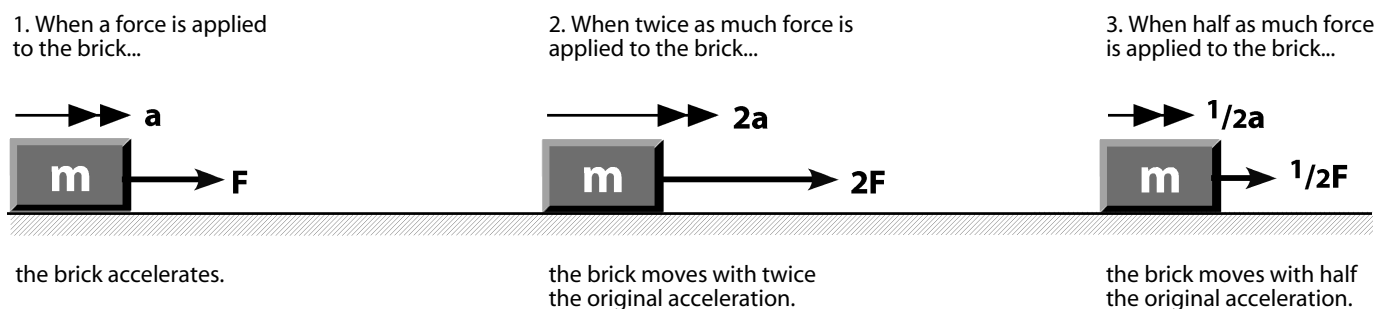 1. When a force is applied
to the brick...
a
m
F
the brick accelerates.
2. When twice as much force is
applied to the brick...
2a
m
2F
the brick moves with twice
the original acceleration.
3. When half as much force
is applied to the brick...
1/2a
m
1/2F
the brick moves with half
the original acceleration.